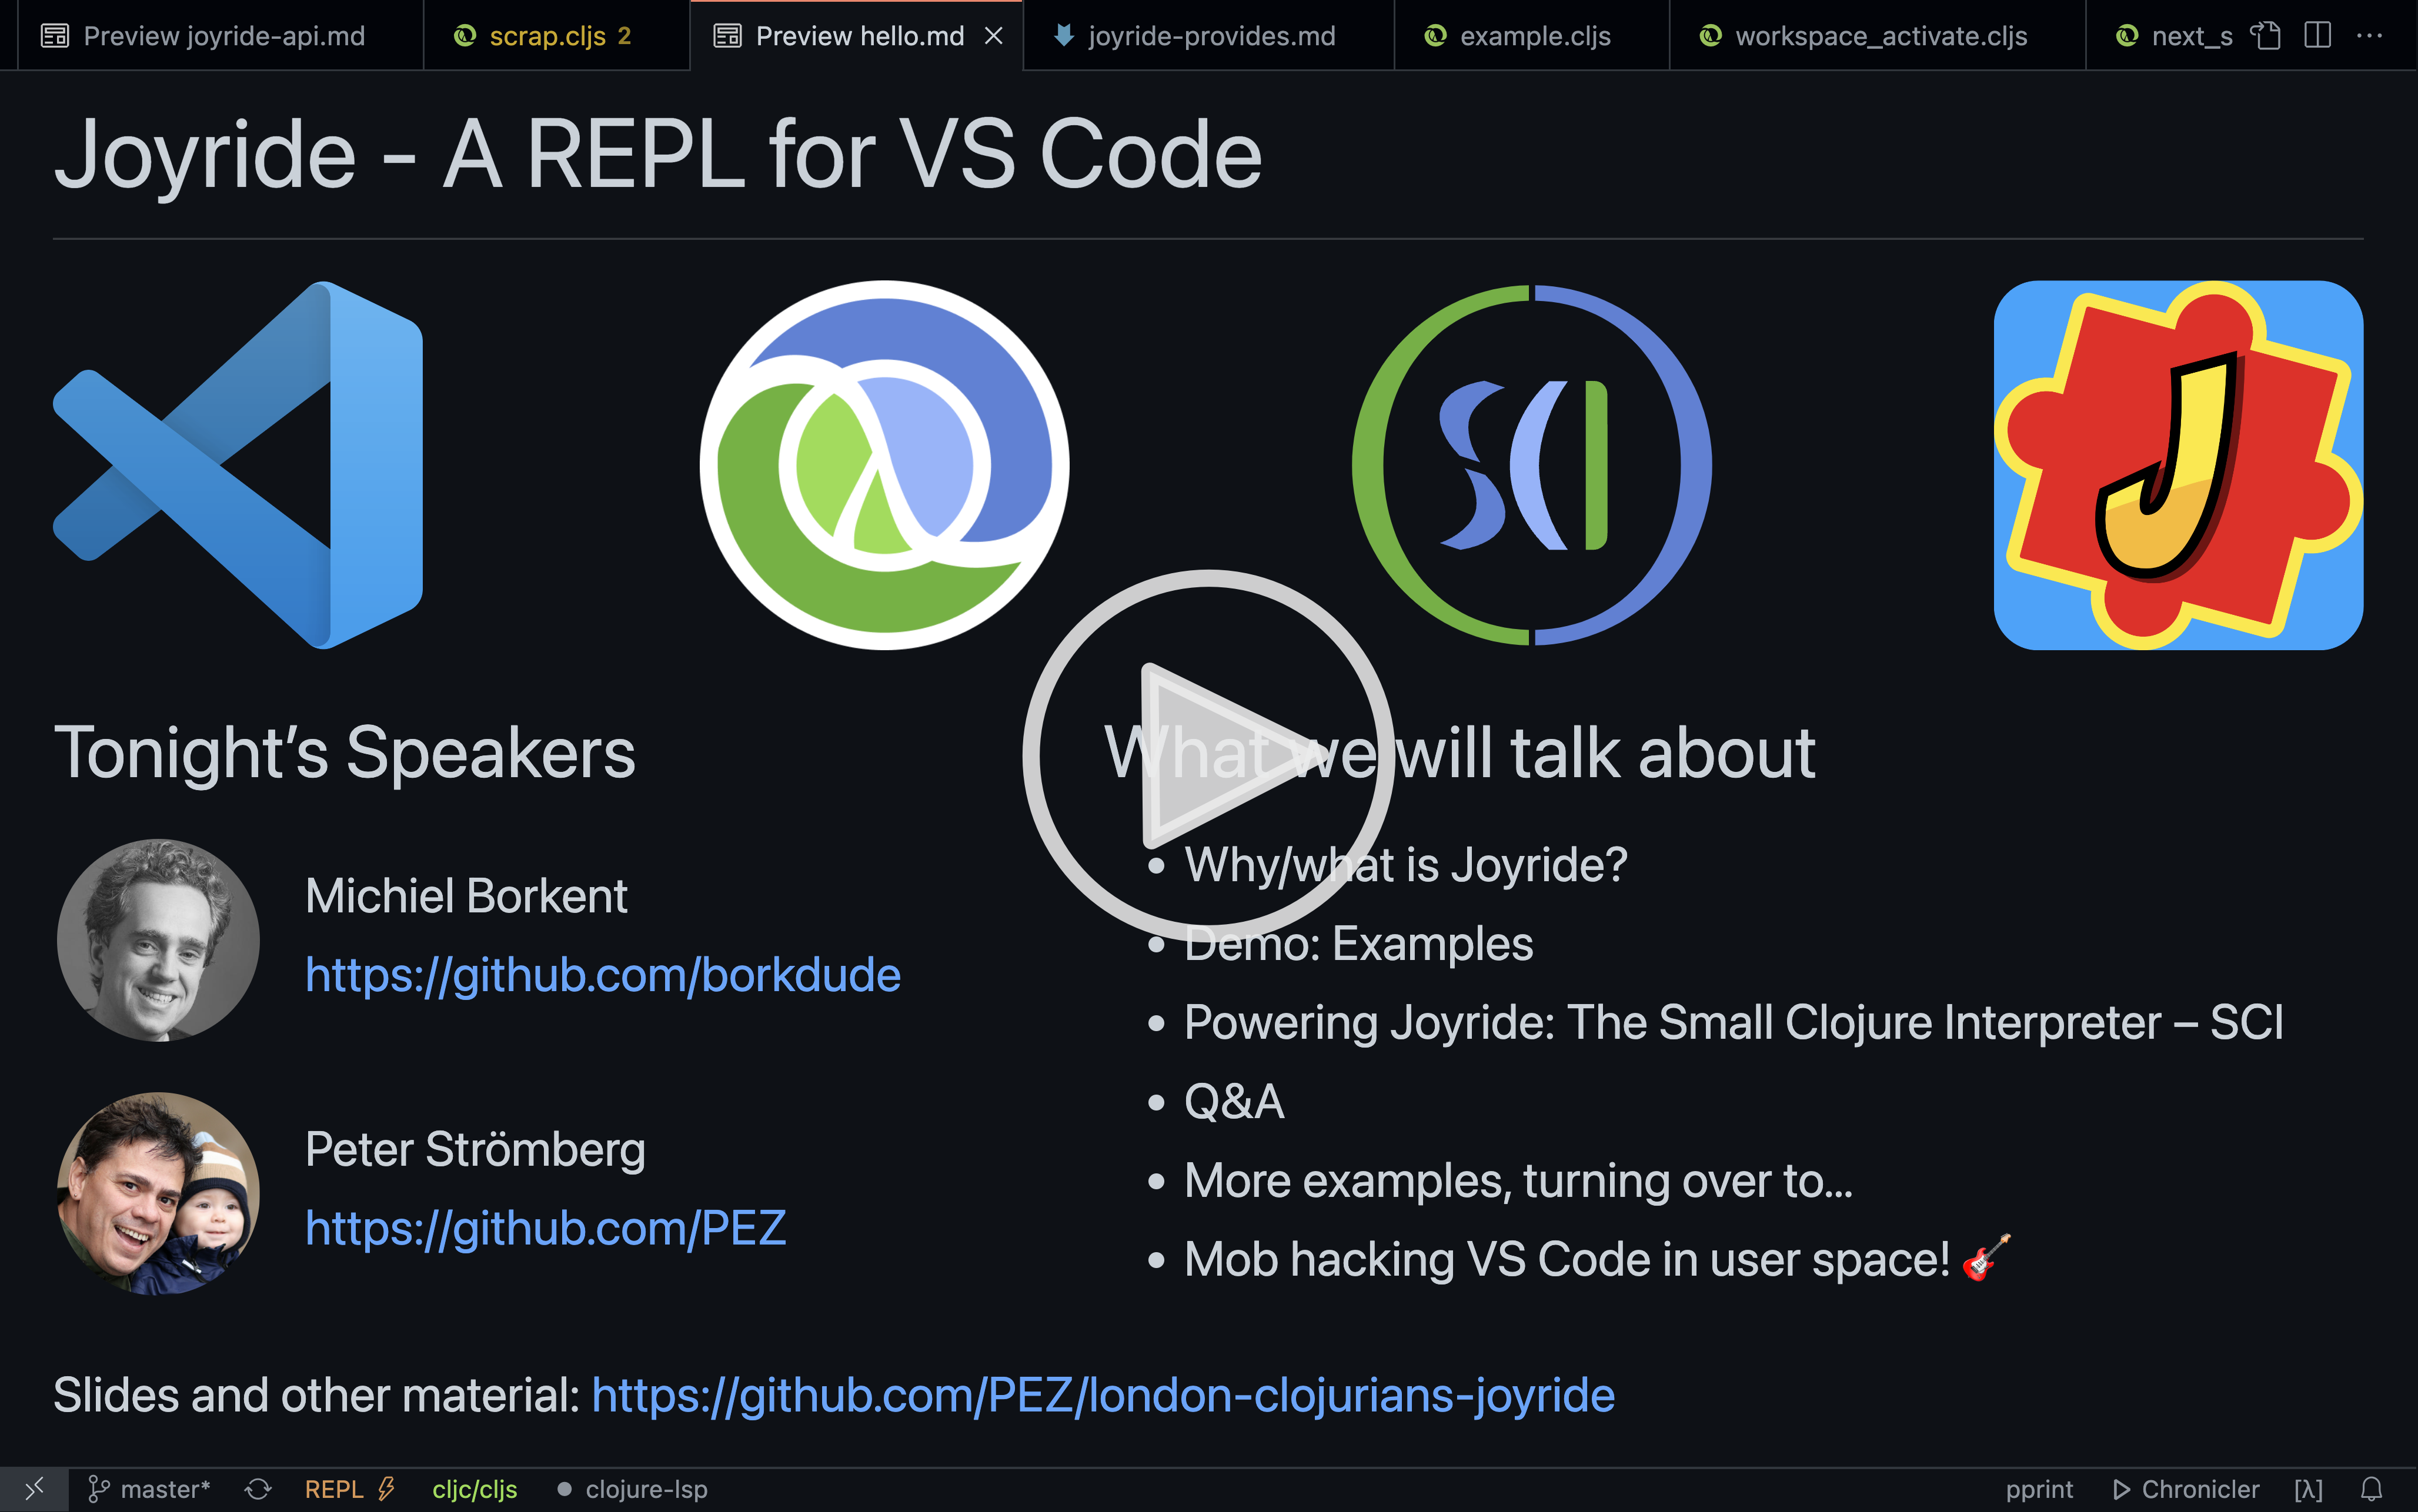 Preview joyride-api.md
scrap.cljs 2
Preview hello.md
joyride-provides.md
example.cljs
workspace_activate.cljs
next_s
Joyride - A REPL for VS Code
SCI
J
Tonight’s Speakers
Michiel Borkent
https://github.com/borkdude
Peter Strömberg
https://github.com/PEZ
What we will talk about
• Why/what is Joyride?
• Demo: Examples
• Powering Joyride: The Small Clojure Interpreter – SCI
• Q&A
• More examples, turning over to...
• Mob hacking VS Code in user space! 🎸
Slides and other material: https://github.com/PEZ/london-clojurians-joyride
master* REPL cljc/cljs clojure-lsp pprint Chronicler [λ]